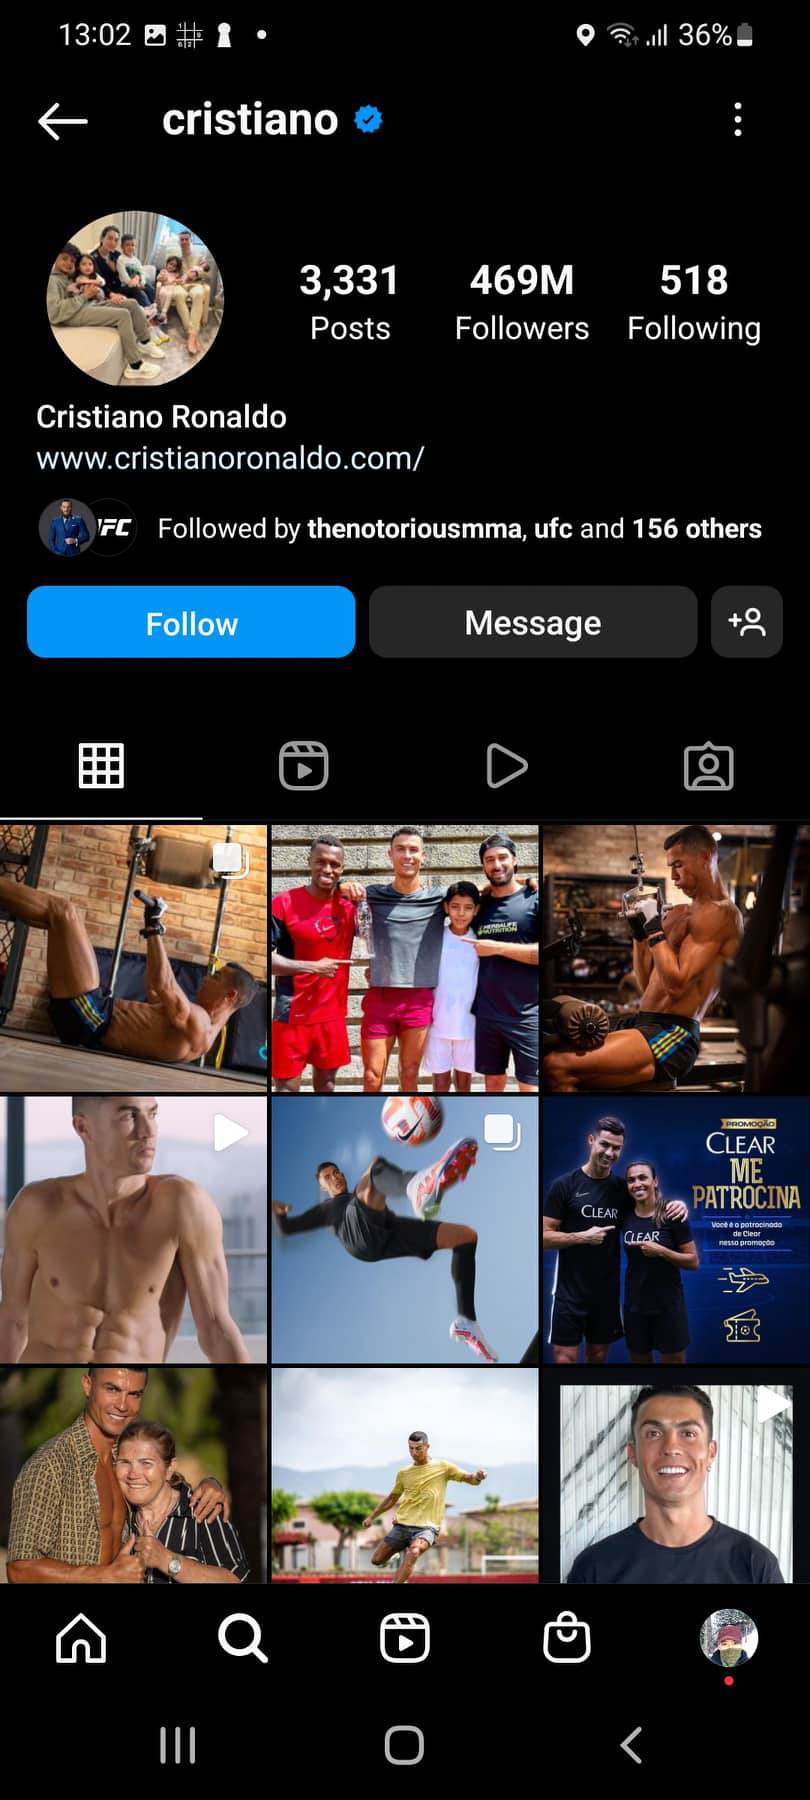 13:02
36%
cristiano
3,331 469M 518
Posts Followers Following
Cristiano Ronaldo
www.cristianoronaldo.com/
Followed by thenotoriousmma, ufc and 156 others
Follow Message
HERBALIFE
NUTRITION
PROMOÇÃO
CLEAR
ME
PATROCINA
Você é o patrocinado
de Clear
nessa promoção
CLEAR
CLEAR